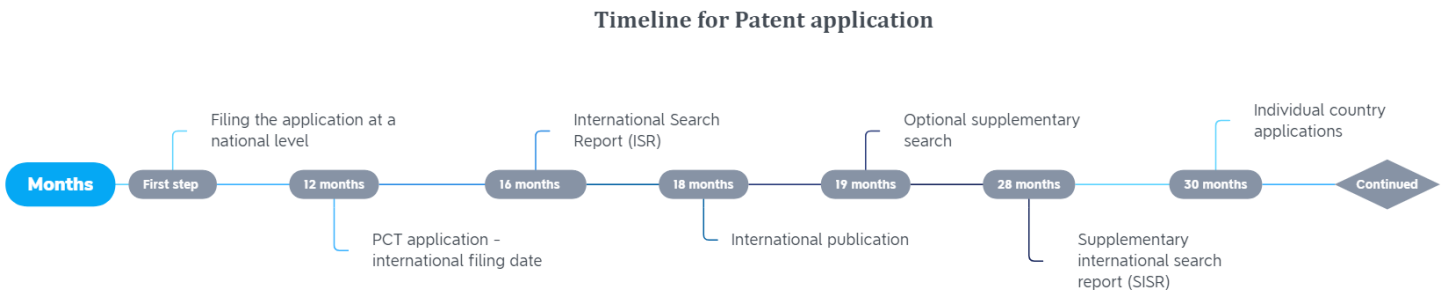 Timeline for Patent application
Individual country
applications
Filing the application at a
national level
International Search
Report (ISR)
Optional supplementary
search
Months
First step
12 months
16 months
18 months
19 months
28 months
30 months
Continued
PCT application -
international filing date
International publication
Supplementary
international search
report (SISR)